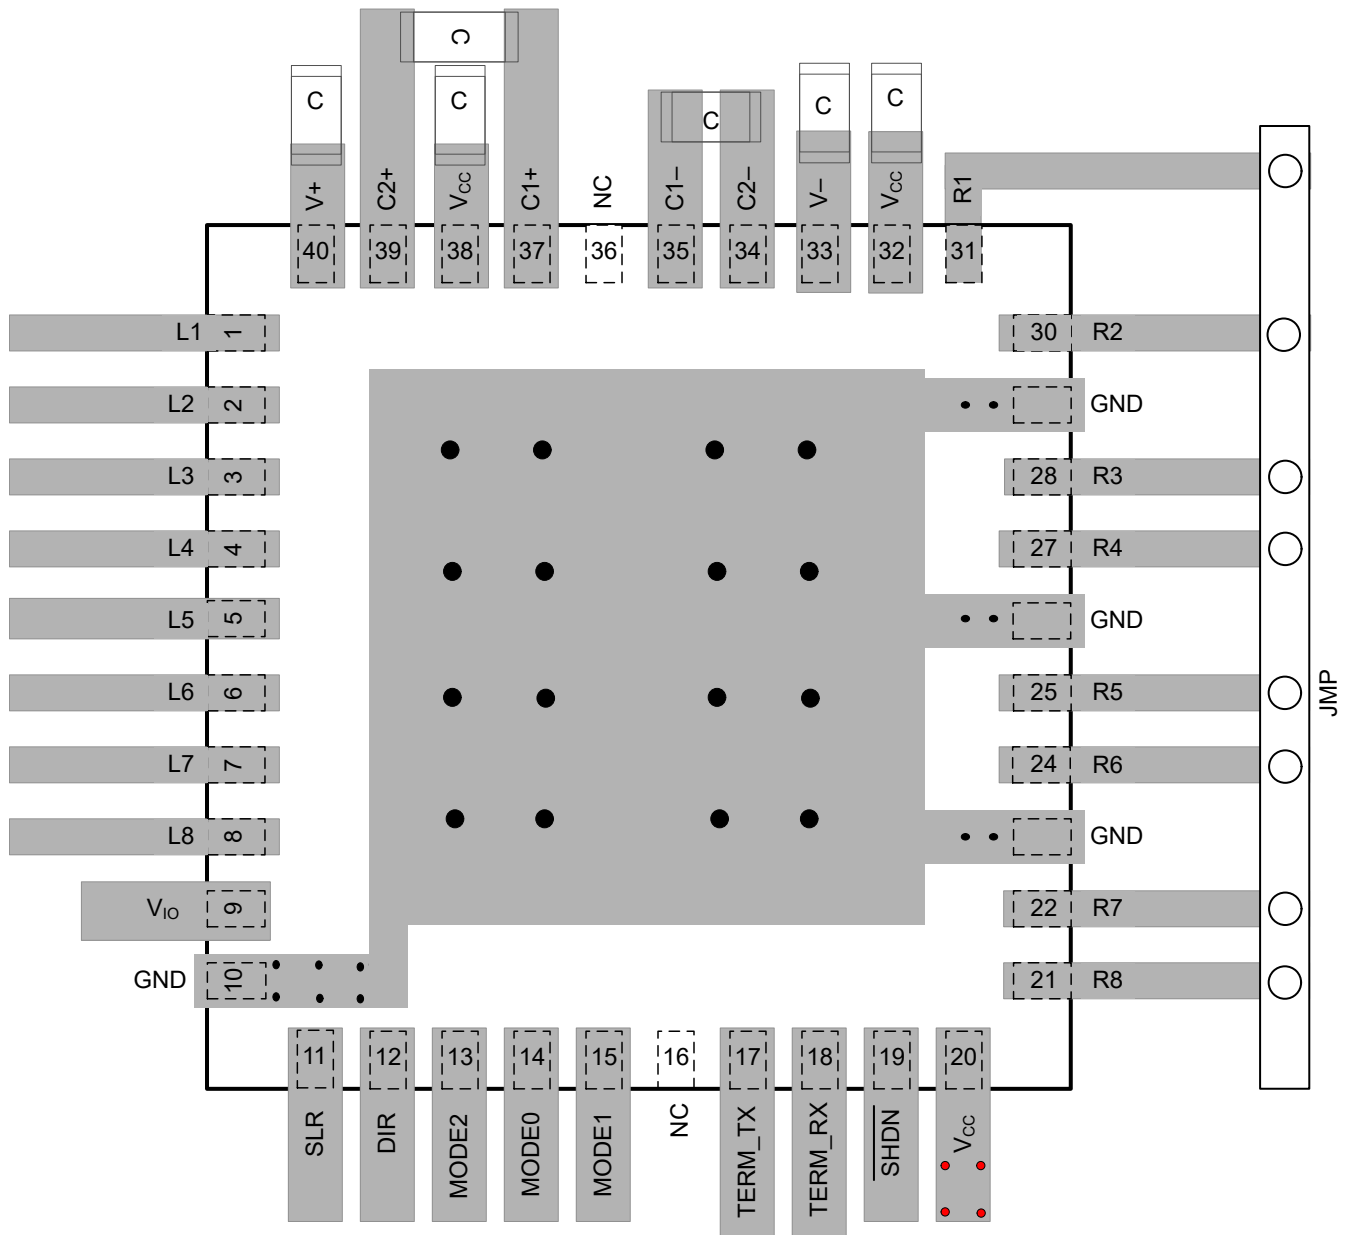 C
C
C
C
C
C
V+
C2+
VCC
C1+
NC
C1–
C2–
V–
VCC
R1
40
39
38
37
36
35
34
33
32
31
L1 1
30 R2
L2 2
GND
L3 3
28 R3
L4 4
27 R4
L5 5
GND
L6 6
25 R5
JMP
L7 7
24 R6
L8 8
GND
VIO 9
22 R7
GND 10
21 R8
11
12
13
14
15
16
17
18
19
20
SLR
DIR
MODE2
MODE0
MODE1
NC
TERM_TX
TERM_RX
SHDN
VCC